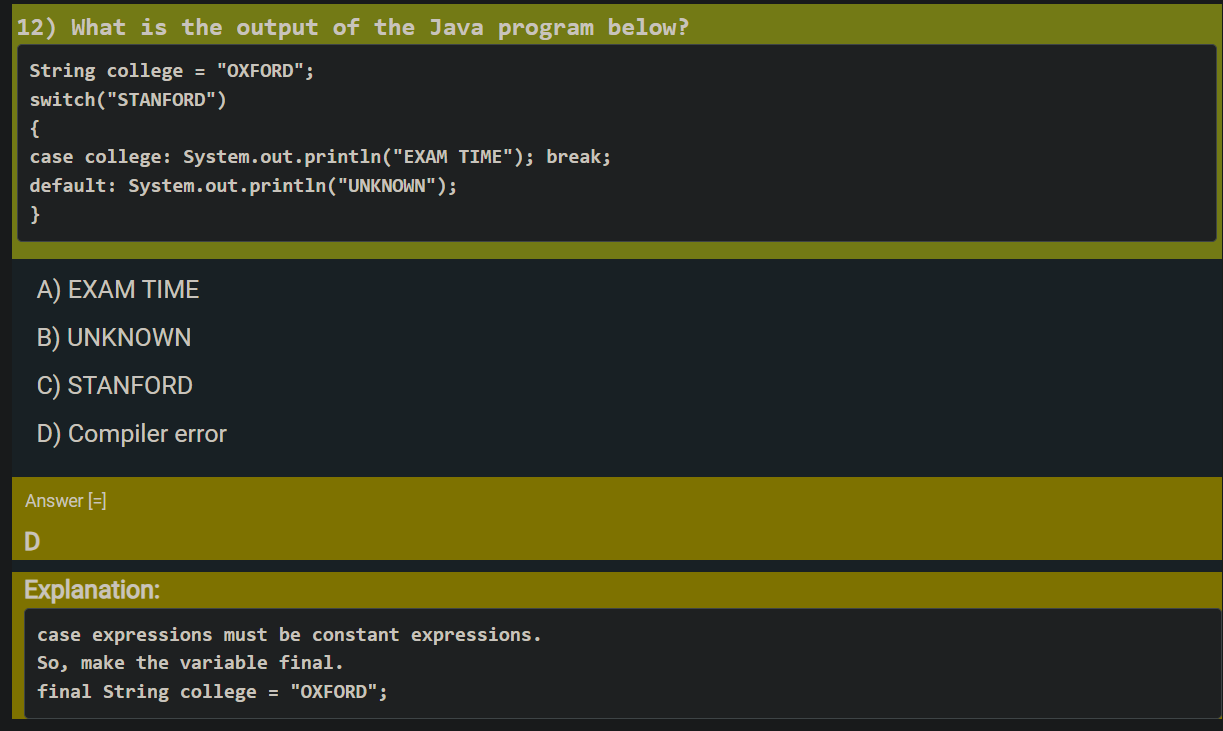 12) What is the output of the Java program below?
String college = "OXFORD";
switch("STANFORD")
{
case college: System.out.println("EXAM TIME"); break;
default: System.out.println("UNKNOWN");
}
A) EXAM TIME
B) UNKNOWN
C) STANFORD
D) Compiler error
Answer [=]
D
Explanation:
case expressions must be constant expressions.
So, make the variable final.
final String college = "OXFORD";